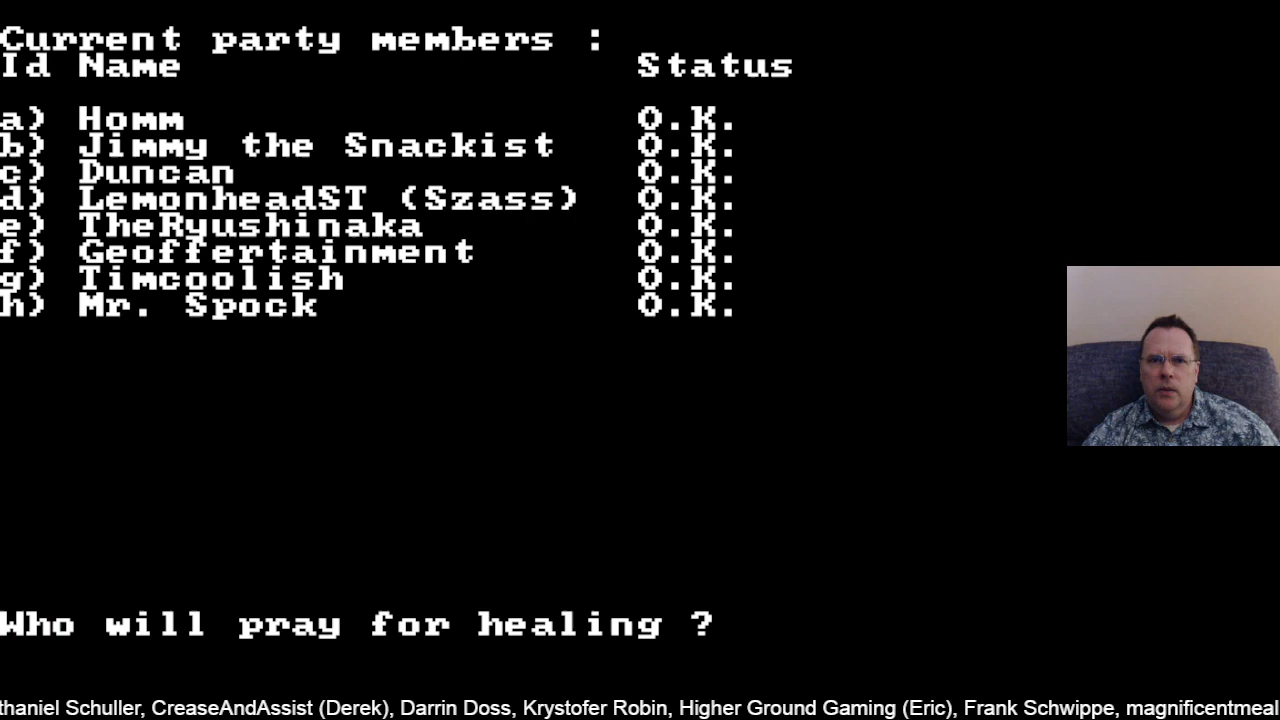 Current party members :
Id Name Status
a) Homm O.K.
b) Jimmy the Snackist O.K.
c) Duncan O.K.
d) LemonheadST (Szass) O.K.
e) TheRyushinaka O.K.
f) Geoffertainment O.K.
g) Timcoolish O.K.
h) Mr. Spock O.K.
Who will pray for healing ?
thaniel Schuller, CreaseAndAssist (Derek), Darrin Doss, Krystofer Robin, Higher Ground Gaming (Eric), Frank Schwippe, magnificentmeal